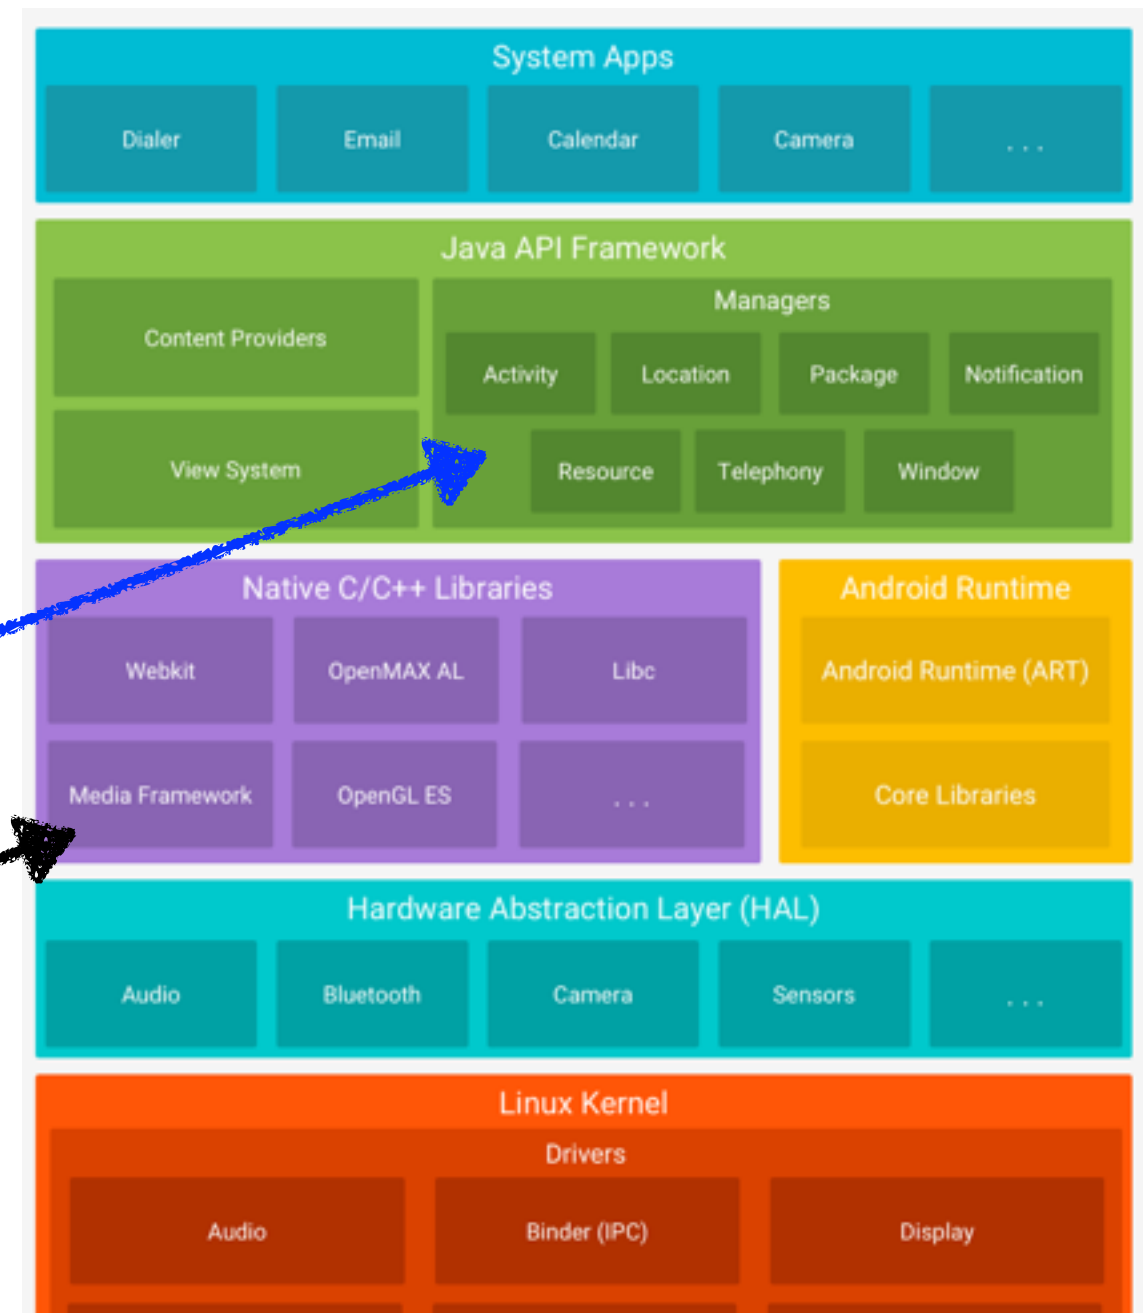 System Apps
Dialer Email Calendar Camera . . .
Java API Framework
Content Providers
View System
Managers
Activity Location Package Notification
Resource Telephony Window
Native C/C++ Libraries
Webkit OpenMAX AL Libc
Media Framework OpenGL ES . . .
Android Runtime
Android Runtime (ART)
Core Libraries
Hardware Abstraction Layer (HAL)
Audio Bluetooth Camera Sensors . . .
Linux Kernel
Drivers
Audio Binder (IPC) Display